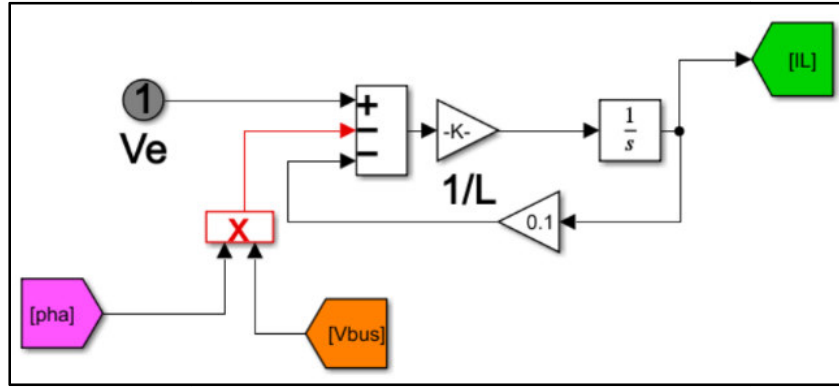 [IL]
1
+
−
−
-K-
1
s
Ve
1/L
0.1
X
[pha]
[Vbus]